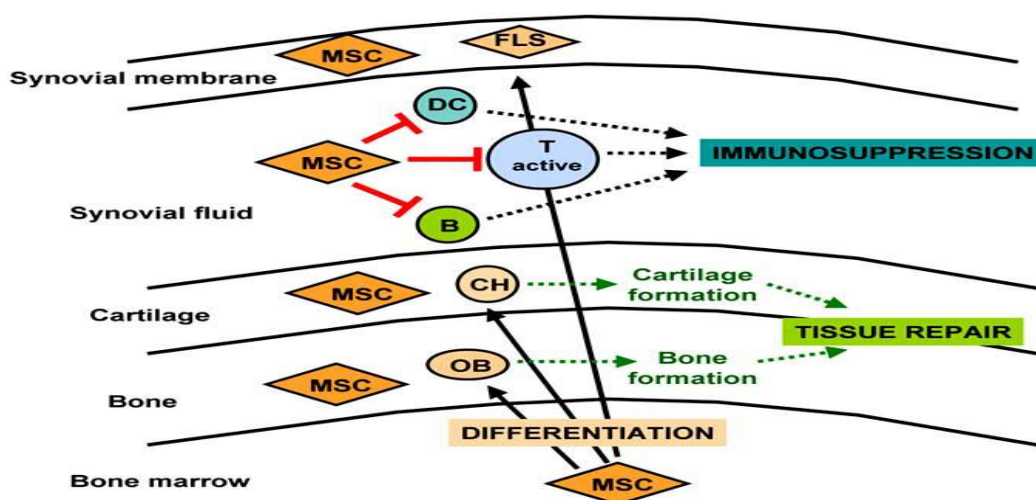 MSC
FLS
Synovial membrane
DC
MSC
T
active
IMMUNOSUPPRESSION
B
Synovial fluid
MSC
CH
Cartilage
formation
Cartilage
TISSUE REPAIR
MSC
OB
Bone
formation
Bone
DIFFERENTIATION
Bone marrow
MSC